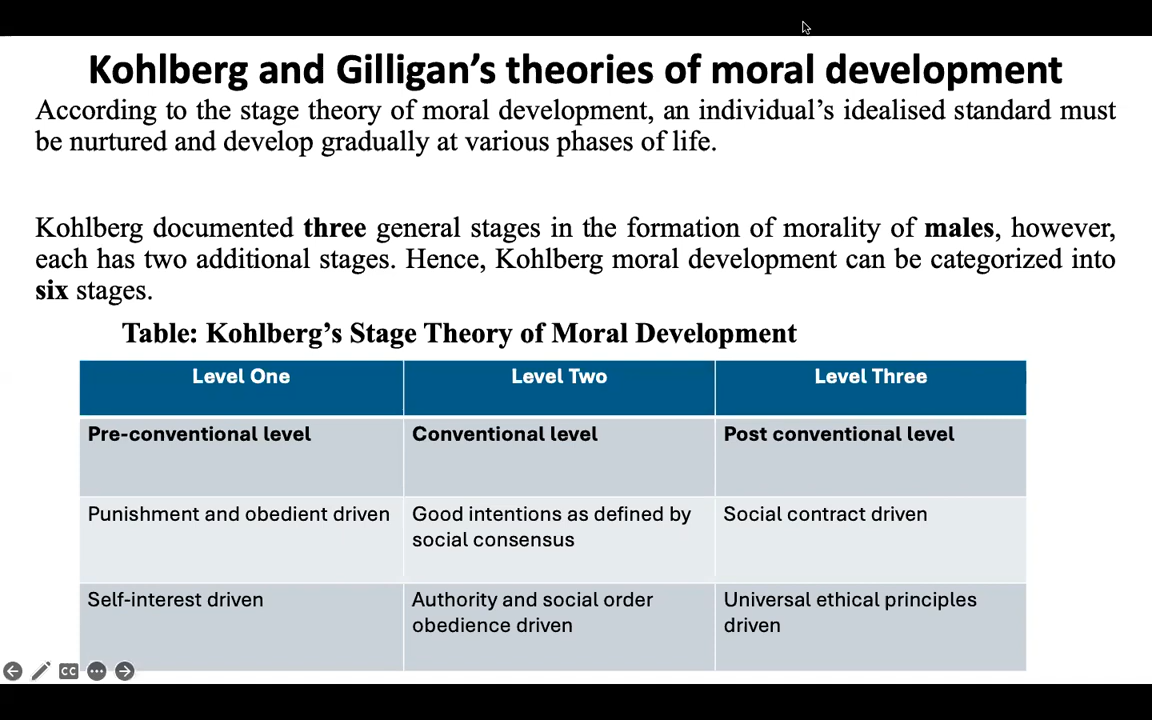 Kohlberg and Gilligan’s theories of moral development
According to the stage theory of moral development, an individual’s idealised standard must
be nurtured and develop gradually at various phases of life.
Kohlberg documented three general stages in the formation of morality of males, however,
each has two additional stages. Hence, Kohlberg moral development can be categorized into
six stages.
Table: Kohlberg’s Stage Theory of Moral Development
Level One
Level Two
Level Three
Pre-conventional level
Conventional level
Post conventional level
Punishment and obedient driven
Good intentions as defined by
social consensus
Social contract driven
Self-interest driven
Authority and social order
obedience driven
Universal ethical principles
driven
CC